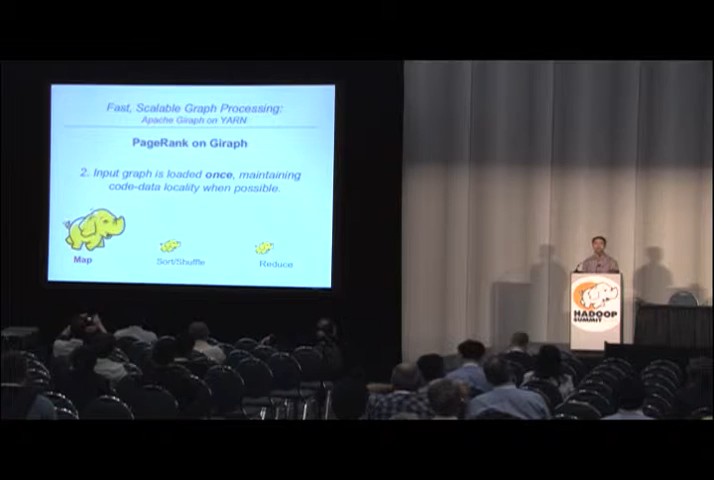 Fast, Scalable Graph Processing:
Apache Giraph on YARN
PageRank on Giraph
2. Input graph is loaded once, maintaining
code-data locality when possible.
Map
Sort/Shuffle
Reduce
HADOOP
SUMMIT